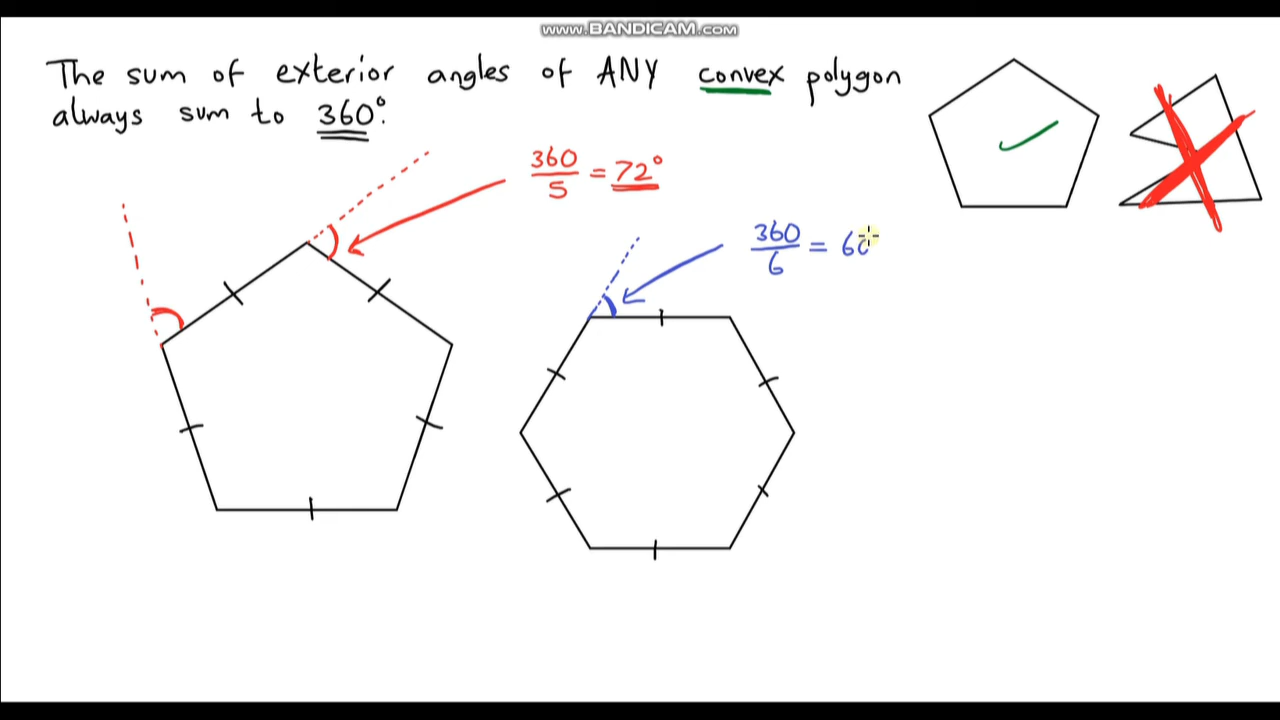 www.BANDICAM.com
The sum of exterior angles of ANY convex polygon
always sum to 360°.
360/5 = 72°
360/6 = 60